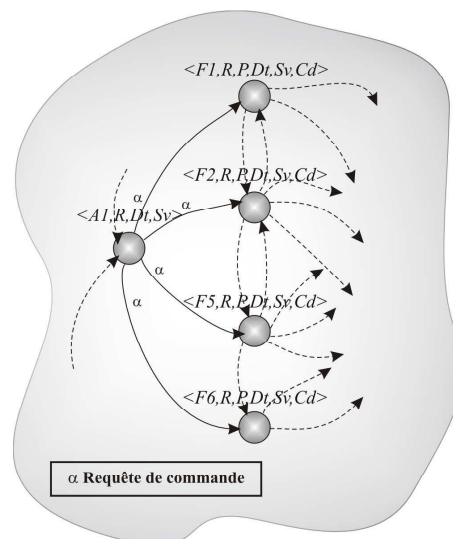 <F1,R,P,Dt,Sv,Cd>
α
<F2,R,P,Dt,Sv,Cd>
<A1,R,Dt,Sv>
α
α
α
<F5,R,P,Dt,Sv,Cd>
<F6,R,P,Dt,Sv,Cd>
α Requête de commande